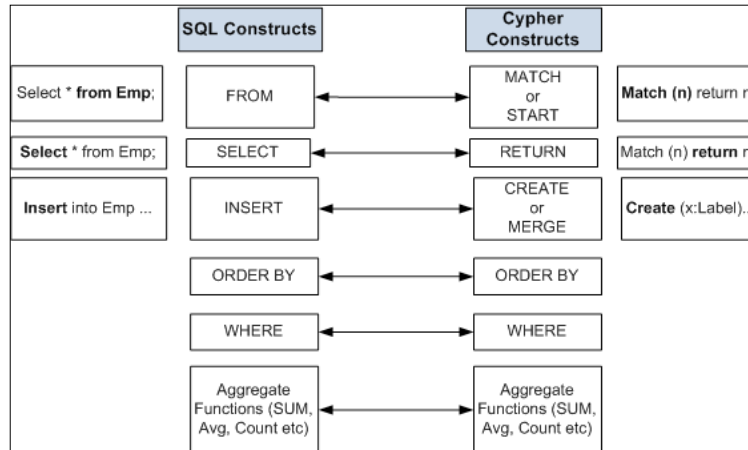 SQL Constructs
Cypher
Constructs
Select * from Emp;
FROM
MATCH
or
START
Match (n) return n
Select * from Emp;
SELECT
RETURN
Match (n) return n
Insert into Emp ...
INSERT
CREATE
or
MERGE
Create (x:Label)..
ORDER BY
ORDER BY
WHERE
WHERE
Aggregate
Functions (SUM,
Avg, Count etc)
Aggregate
Functions (SUM,
Avg, Count etc)